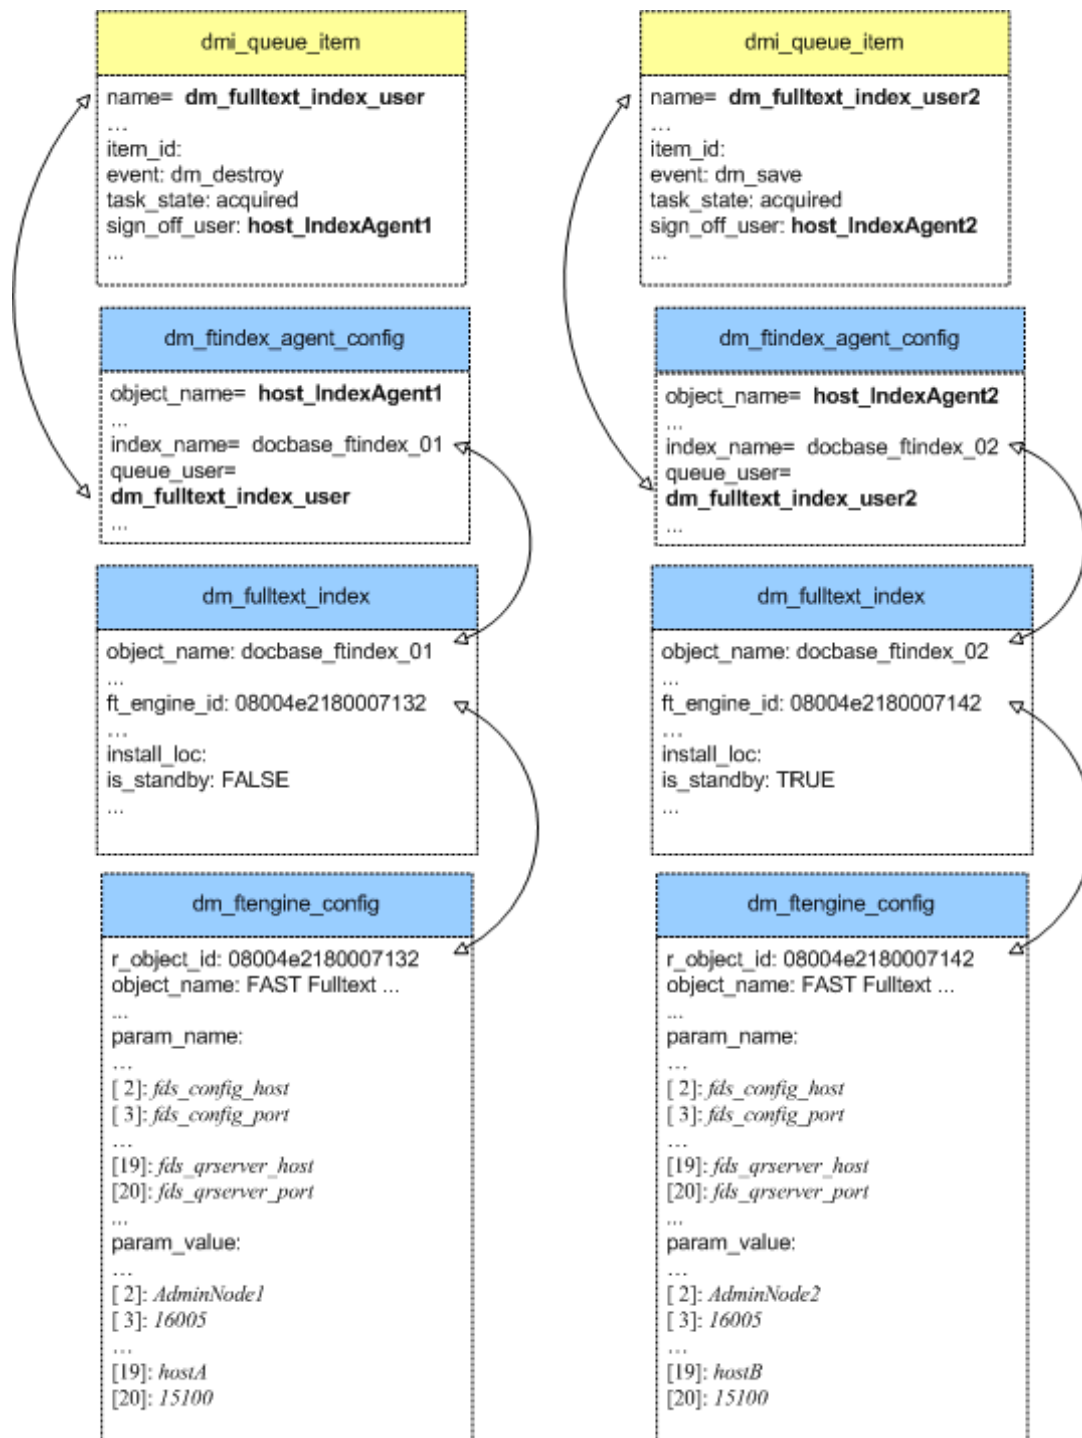 dmi_queue_item
name= dm_fulltext_index_user
...
item_id:
event: dm_destroy
task_state: acquired
sign_off_user: host_IndexAgent1
...
dm_ftindex_agent_config
object_name= host_IndexAgent1
...
index_name= docbase_ftindex_01
queue_user=
dm_fulltext_index_user
...
dm_fulltext_index
object_name: docbase_ftindex_01
...
ft_engine_id: 08004e2180007132
...
install_loc:
is_standby: FALSE
...
dm_ftengine_config
r_object_id: 08004e2180007132
object_name: FAST Fulltext ...
...
param_name:
...
[ 2]: fds_config_host
[ 3]: fds_config_port
...
[19]: fds_qrserver_host
[20]: fds_qrserver_port
...
param_value:
...
[ 2]: AdminNode1
[ 3]: 16005
...
[19]: hostA
[20]: 15100
dmi_queue_item
name= dm_fulltext_index_user2
...
item_id:
event: dm_save
task_state: acquired
sign_off_user: host_IndexAgent2
...
dm_ftindex_agent_config
object_name= host_IndexAgent2
...
index_name= docbase_ftindex_02
queue_user=
dm_fulltext_index_user2
...
dm_fulltext_index
object_name: docbase_ftindex_02
...
ft_engine_id: 08004e2180007142
...
install_loc:
is_standby: TRUE
...
dm_ftengine_config
r_object_id: 08004e2180007142
object_name: FAST Fulltext ...
...
param_name:
...
[ 2]: fds_config_host
[ 3]: fds_config_port
...
[19]: fds_qrserver_host
[20]: fds_qrserver_port
...
param_value:
...
[ 2]: AdminNode2
[ 3]: 16005
...
[19]: hostB
[20]: 15100